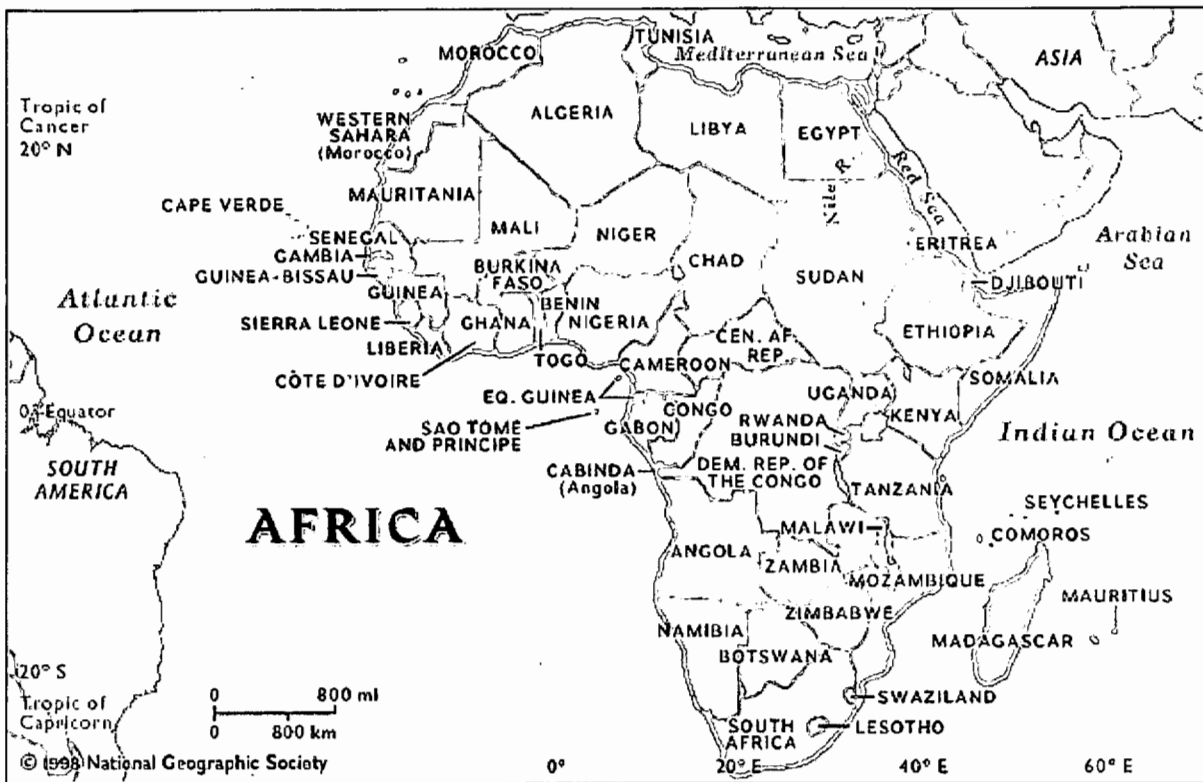 TUNISIA
MOROCCO
Mediterranean Sea
ASIA
Tropic of
Cancer
20° N
WESTERN
SAHARA
(Morocco)
ALGERIA
LIBYA
EGYPT
Nile R.
Red Sea
MAURITANIA
CAPE VERDE
MALI
NIGER
CHAD
SUDAN
ERITREA
Arabian
Sea
SENEGAL
GAMBIA
GUINEA-BISSAU
BURKINA
FASO
DJIBOUTI
Atlantic
Ocean
GUINEA
BENIN
NIGERIA
SIERRA LEONE
GHANA
ETHIOPIA
LIBERIA
TOGO
CEN. AF.
REP.
CÔTE D'IVOIRE
CAMEROON
SOMALIA
EQ. GUINEA
CONGO
UGANDA
KENYA
0° Equator
SAO TOMÉ
AND PRINCIPE
GABON
RWANDA
BURUNDI
Indian Ocean
SOUTH
AMERICA
CABINDA
(Angola)
DEM. REP. OF
THE CONGO
TANZANIA
SEYCHELLES
AFRICA
MALAWI
COMOROS
ANGOLA
ZAMBIA
MOZAMBIQUE
MAURITIUS
ZIMBABWE
NAMIBIA
MADAGASCAR
BOTSWANA
20° S
Tropic of
Capricorn
0 800 mi
0 800 km
SWAZILAND
SOUTH
AFRICA
LESOTHO
© 1998 National Geographic Society
0° 20° E 40° E 60° E